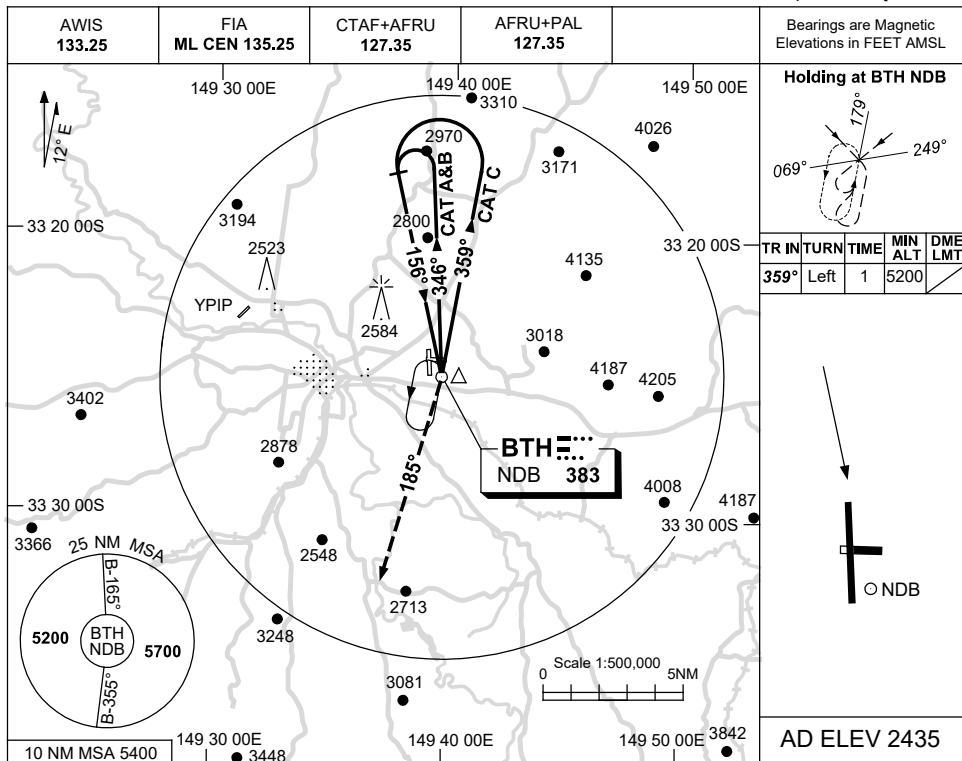 AWIS
133.25
FIA
ML CEN 135.25
CTAF+AFRU
127.35
AFRU+PAL
127.35
Bearings are Magnetic
Elevations in FEET AMSL
149 30 00E
149 40 00E
149 50 00E
3310
12° E
2970
4026
3171
CAT A&B
CAT C
3194
2800
33 20 00S
33 20 00S
2523
156°
346°
359°
4135
YPIP
2584
3018
4187
4205
3402
BTH
NDB 383
2878
185°
4008
4187
33 30 00S
33 30 00S
3366
2548
25 NM MSA
B-165°
2713
5200
BTH
NDB
5700
3248
B-355°
Scale 1:500,000
0
5NM
3081
149 30 00E
149 40 00E
149 50 00E
3842
10 NM MSA 5400
3448
Holding at BTH NDB
179°
249°
069°
TR IN TURN TIME MIN ALT DME LMT
359° Left 1 5200
NDB
AD ELEV 2435